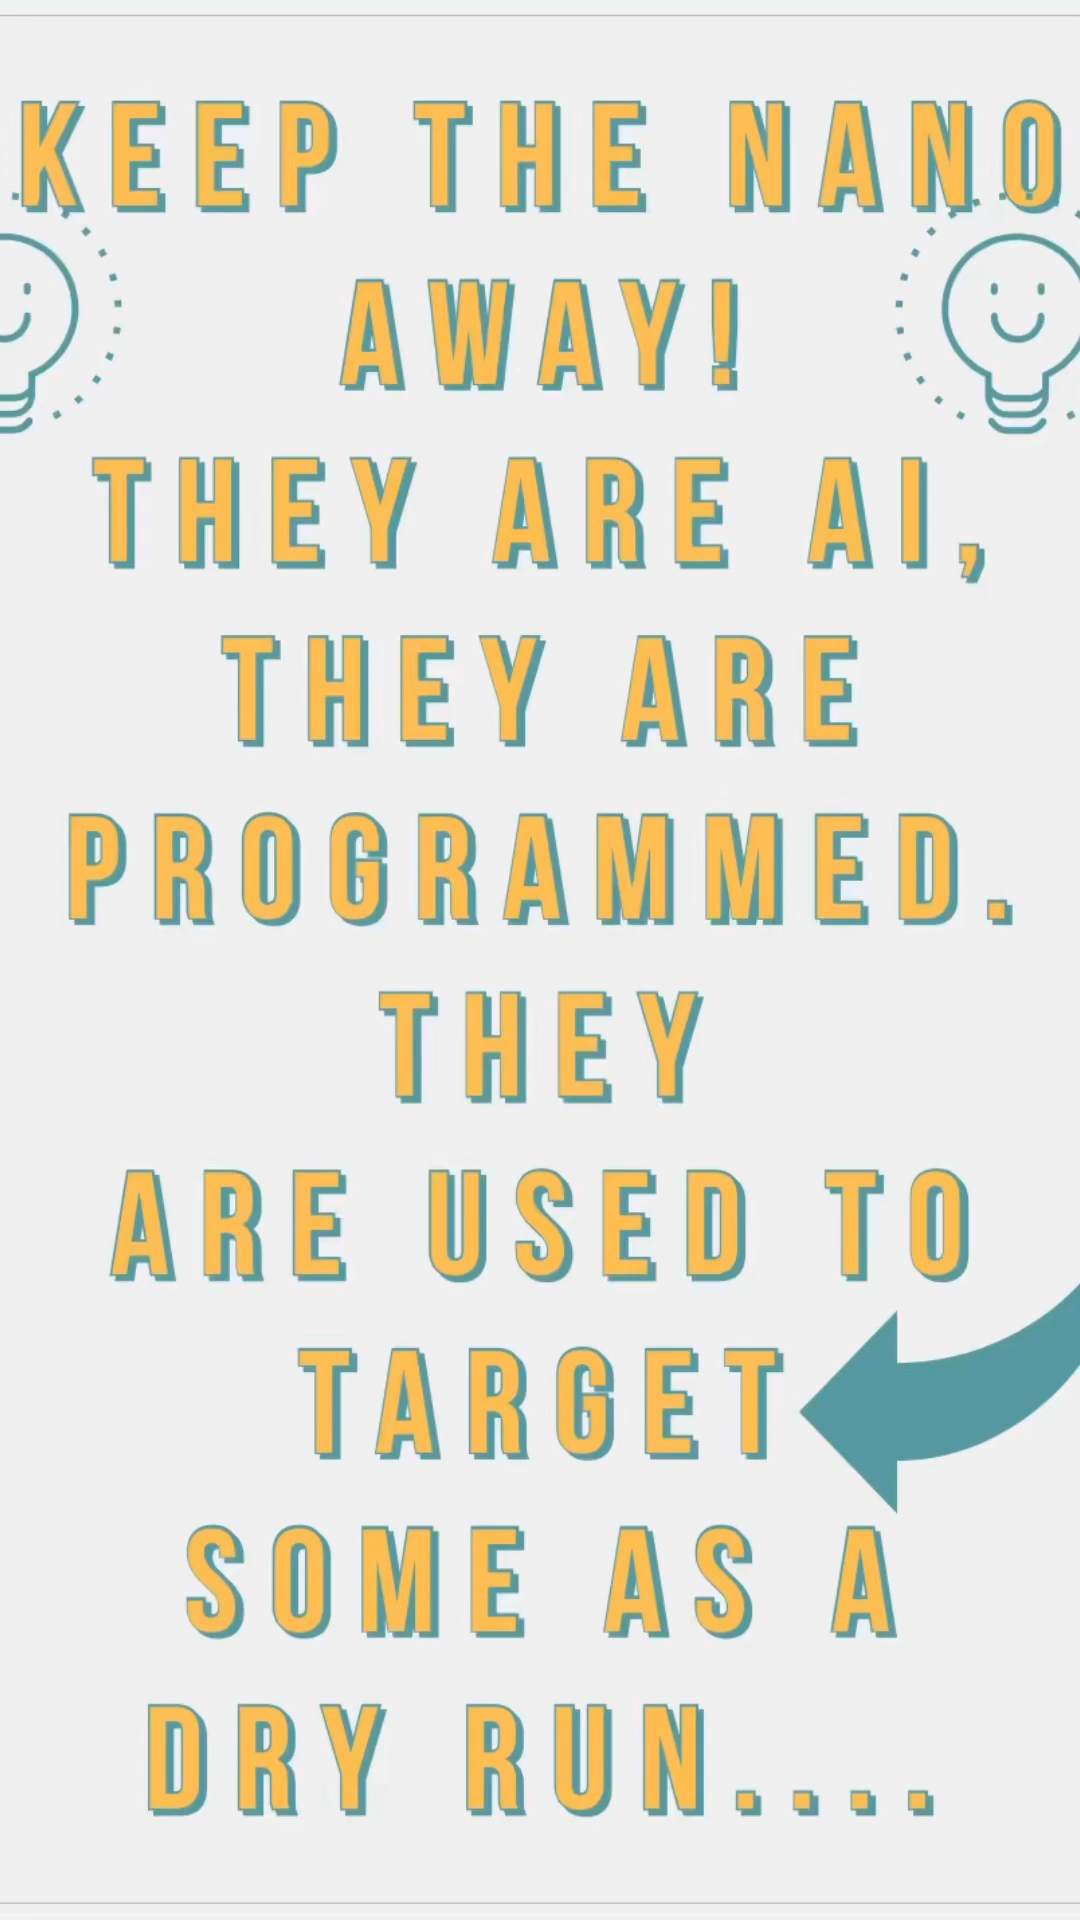 KEEP THE NANO
AWAY!
THEY ARE AI,
THEY ARE
PROGRAMMED.
THEY
ARE USED TO
TARGET
SOME AS A
DRY RUN....